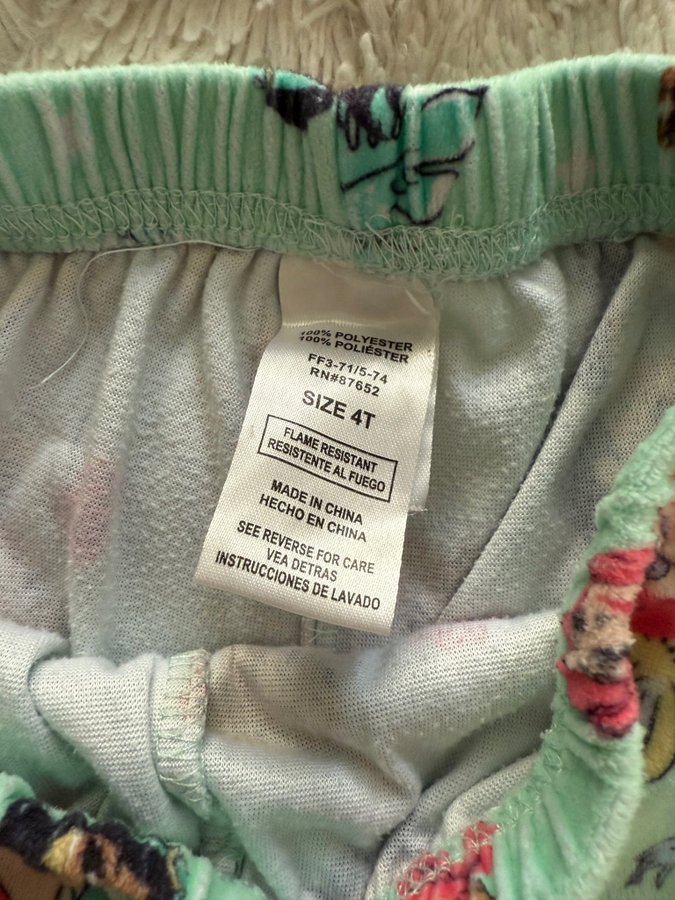 100% POLYESTER
100% POLIÉSTER
FF3-71/5-74
RN#87652
SIZE 4T
FLAME RESISTANT
RESISTENTE AL FUEGO
MADE IN CHINA
HECHO EN CHINA
SEE REVERSE FOR CARE
VEA DETRAS
INSTRUCCIONES DE LAVADO